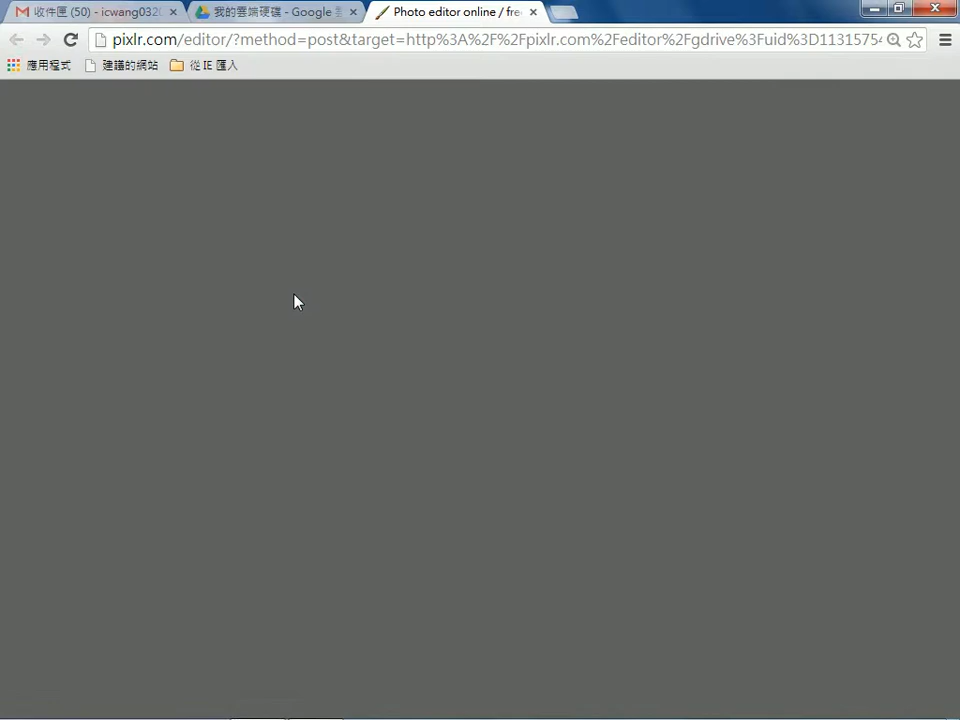 收件匣 (50) - icwang032
我的雲端硬碟 - Google
Photo editor online / fre
pixlr.com/editor/?method=post&target=http%3A%2F%2Fpixlr.com%2Feditor%2Fgdrive%3Fuid%3D11315754
應用程式 建議的網站 從 IE 匯入